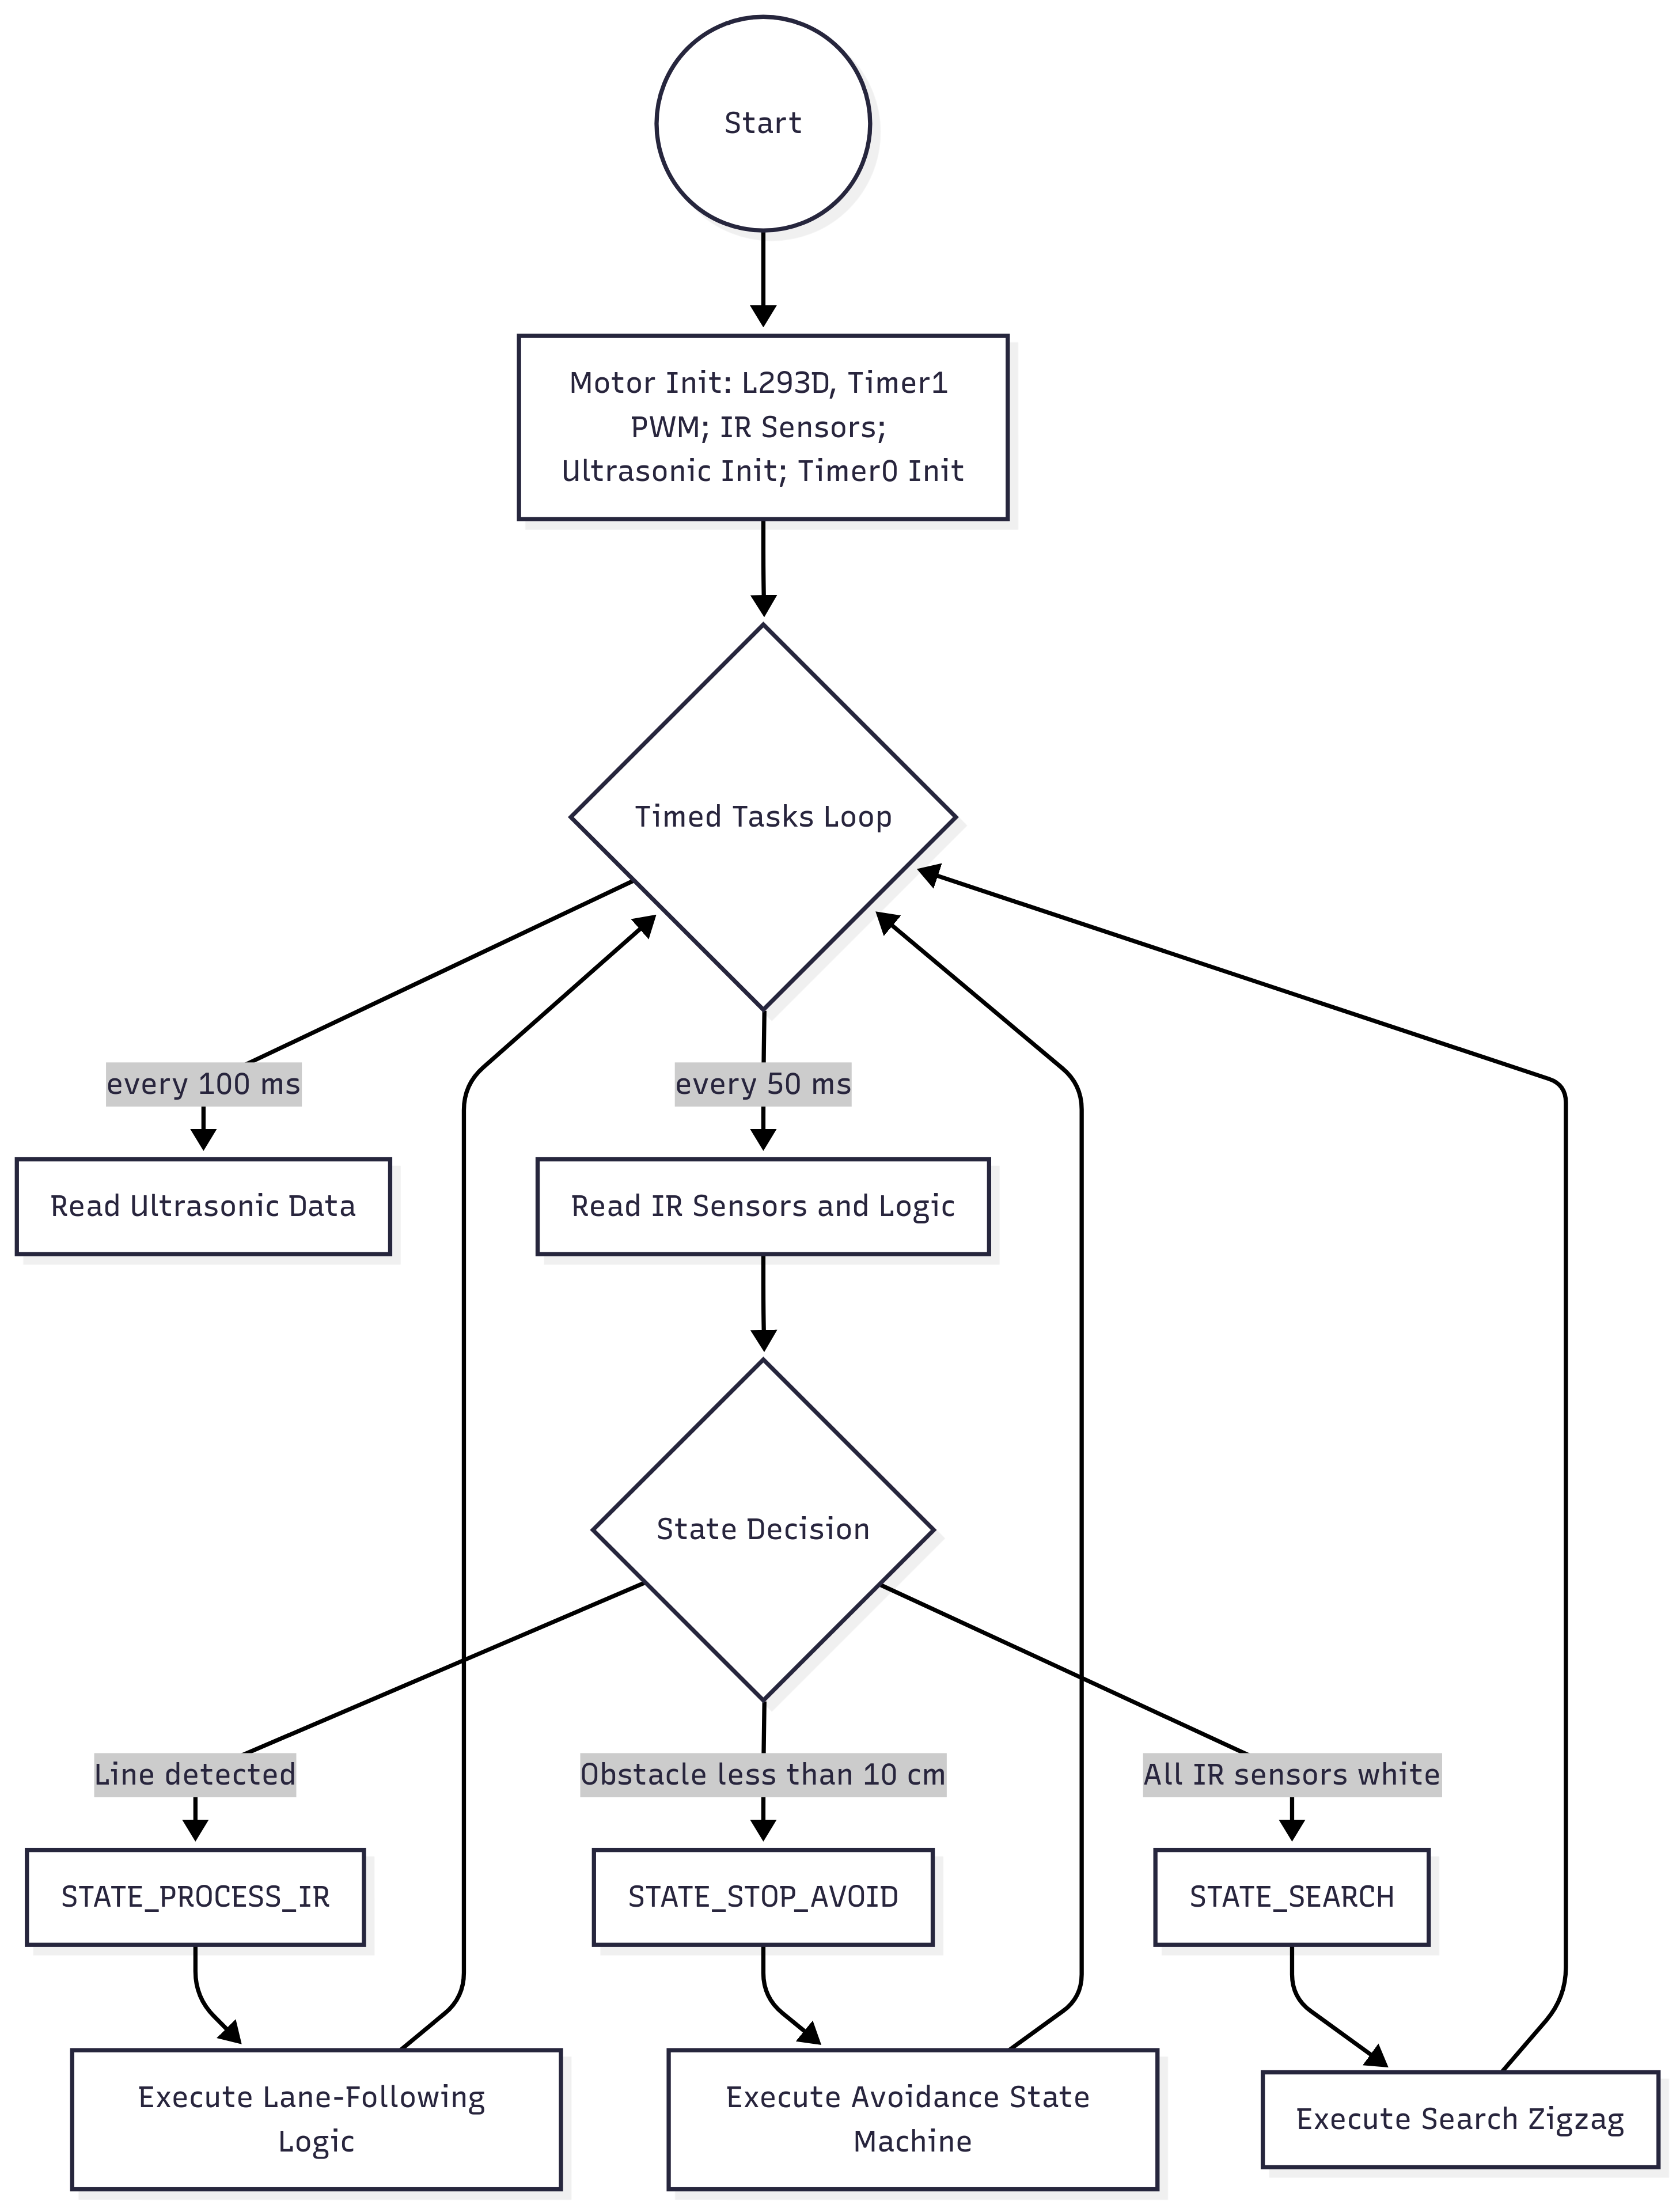 Start
Motor Init: L293D, Timer1
PWM; IR Sensors;
Ultrasonic Init; Timer0 Init
Timed Tasks Loop
every 100 ms
every 50 ms
Read Ultrasonic Data
Read IR Sensors and Logic
State Decision
Line detected
Obstacle less than 10 cm
All IR sensors white
STATE_PROCESS_IR
STATE_STOP_AVOID
STATE_SEARCH
Execute Lane-Following
Logic
Execute Avoidance State
Machine
Execute Search Zigzag